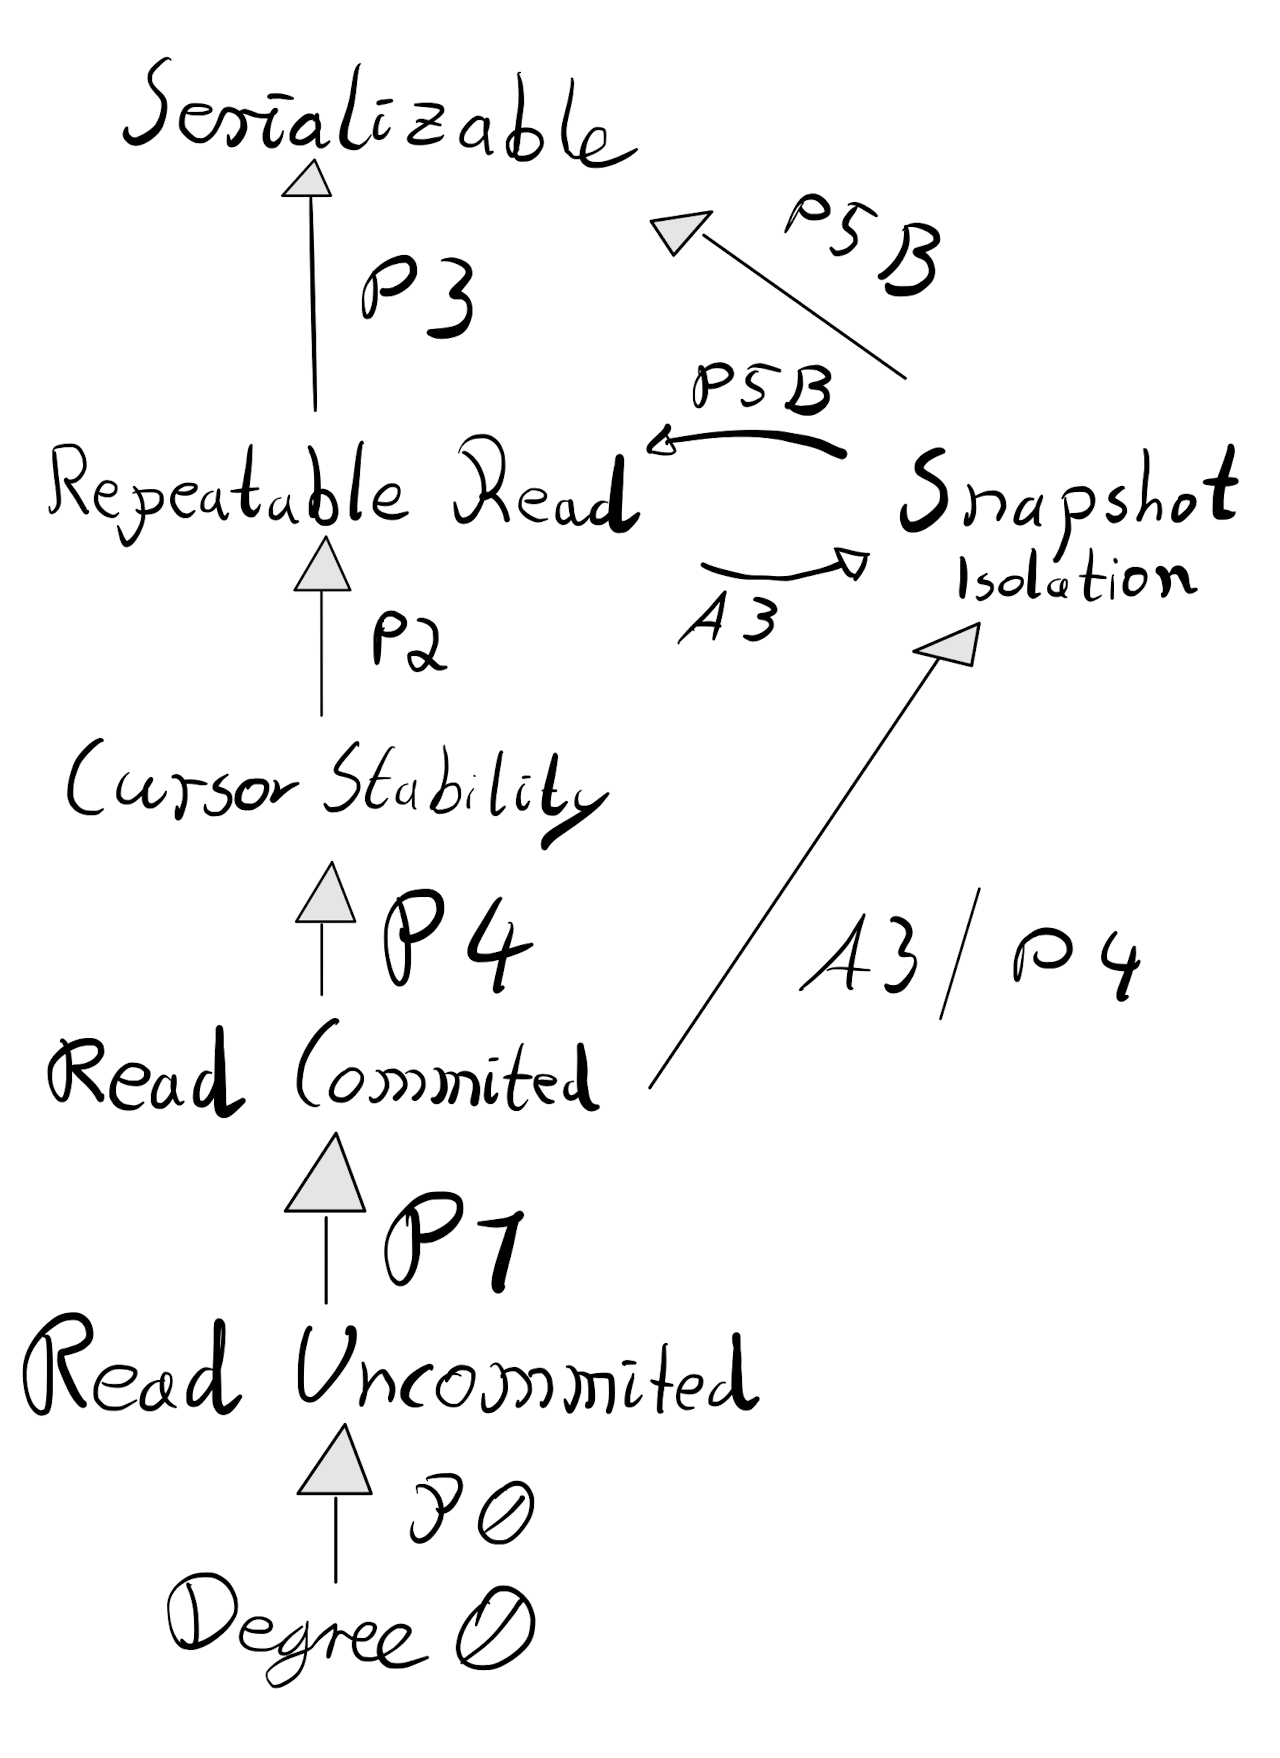 Serializable
P5B
P3
P5B
Repeatable Read
Snapshot
Isolation
A3
P2
Cursor Stability
P4
A3/P4
Read Commited
P1
Read Uncommited
P0
Degree 0